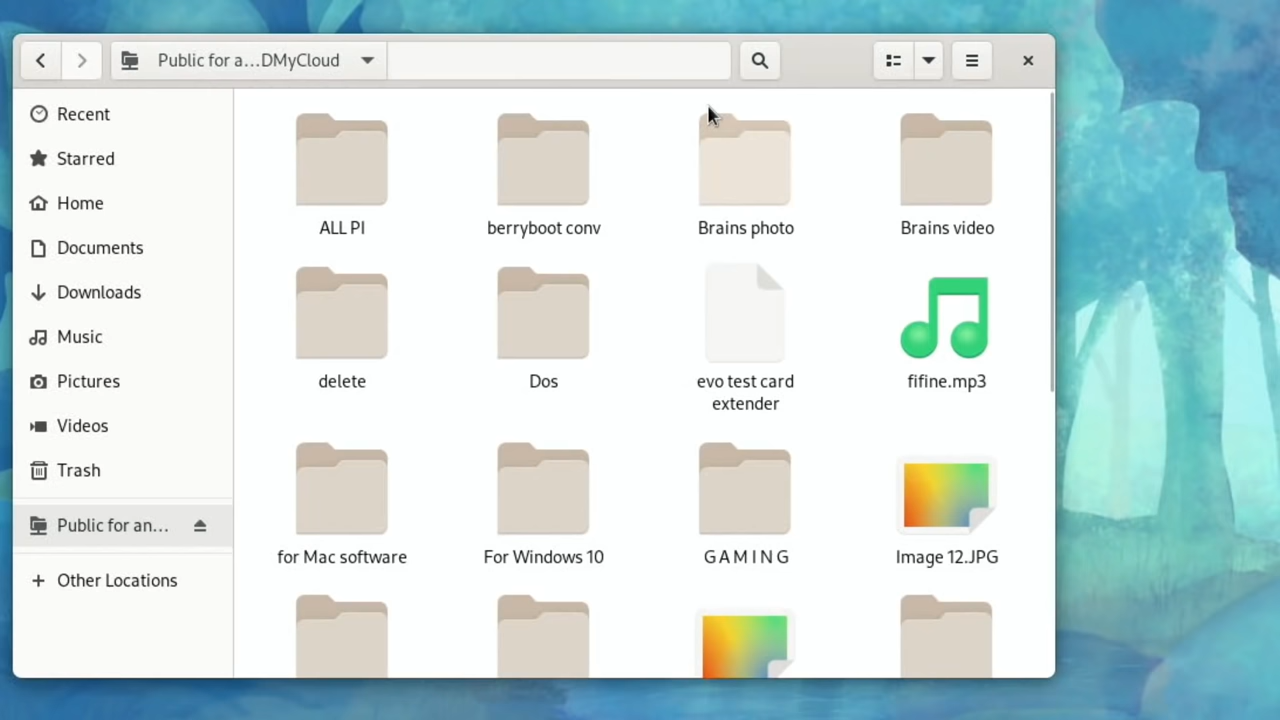 Public for a...DMyCloud
Recent
Starred
Home
Documents
Downloads
Music
Pictures
Videos
Trash
Public for an...
Other Locations
ALL PI
berryboot conv
Brains photo
Brains video
delete
Dos
evo test card
extender
fifine.mp3
for Mac software
For Windows 10
G A M I N G
Image 12.JPG